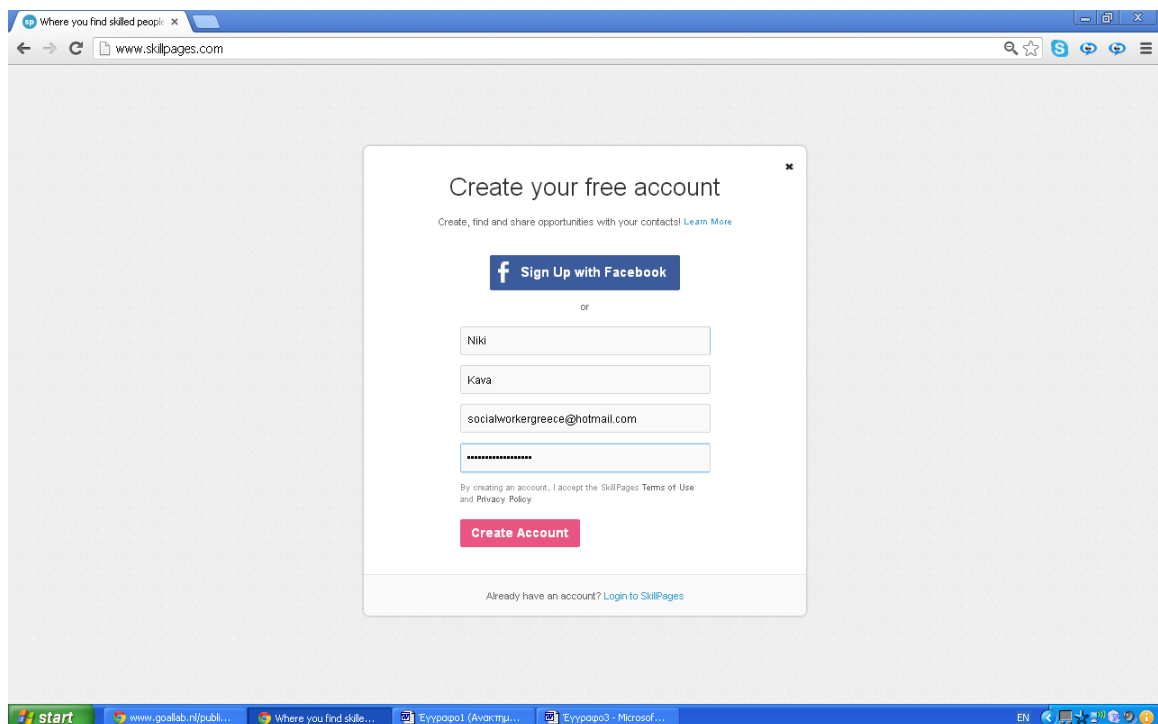 sp Where you find skilled people
www.skillpages.com
Create your free account
Create, find and share opportunities with your contacts! Learn More
f Sign Up with Facebook
or
Niki
Kava
socialworkergreece@hotmail.com
By creating an account, I accept the SkillPages Terms of Use
and Privacy Policy
Create Account
Already have an account? Login to SkillPages
start www.goallab.nl/publi... Where you find skille... Έγγραφο1 (Ανακτημ... Έγγραφο3 - Microsof... EN